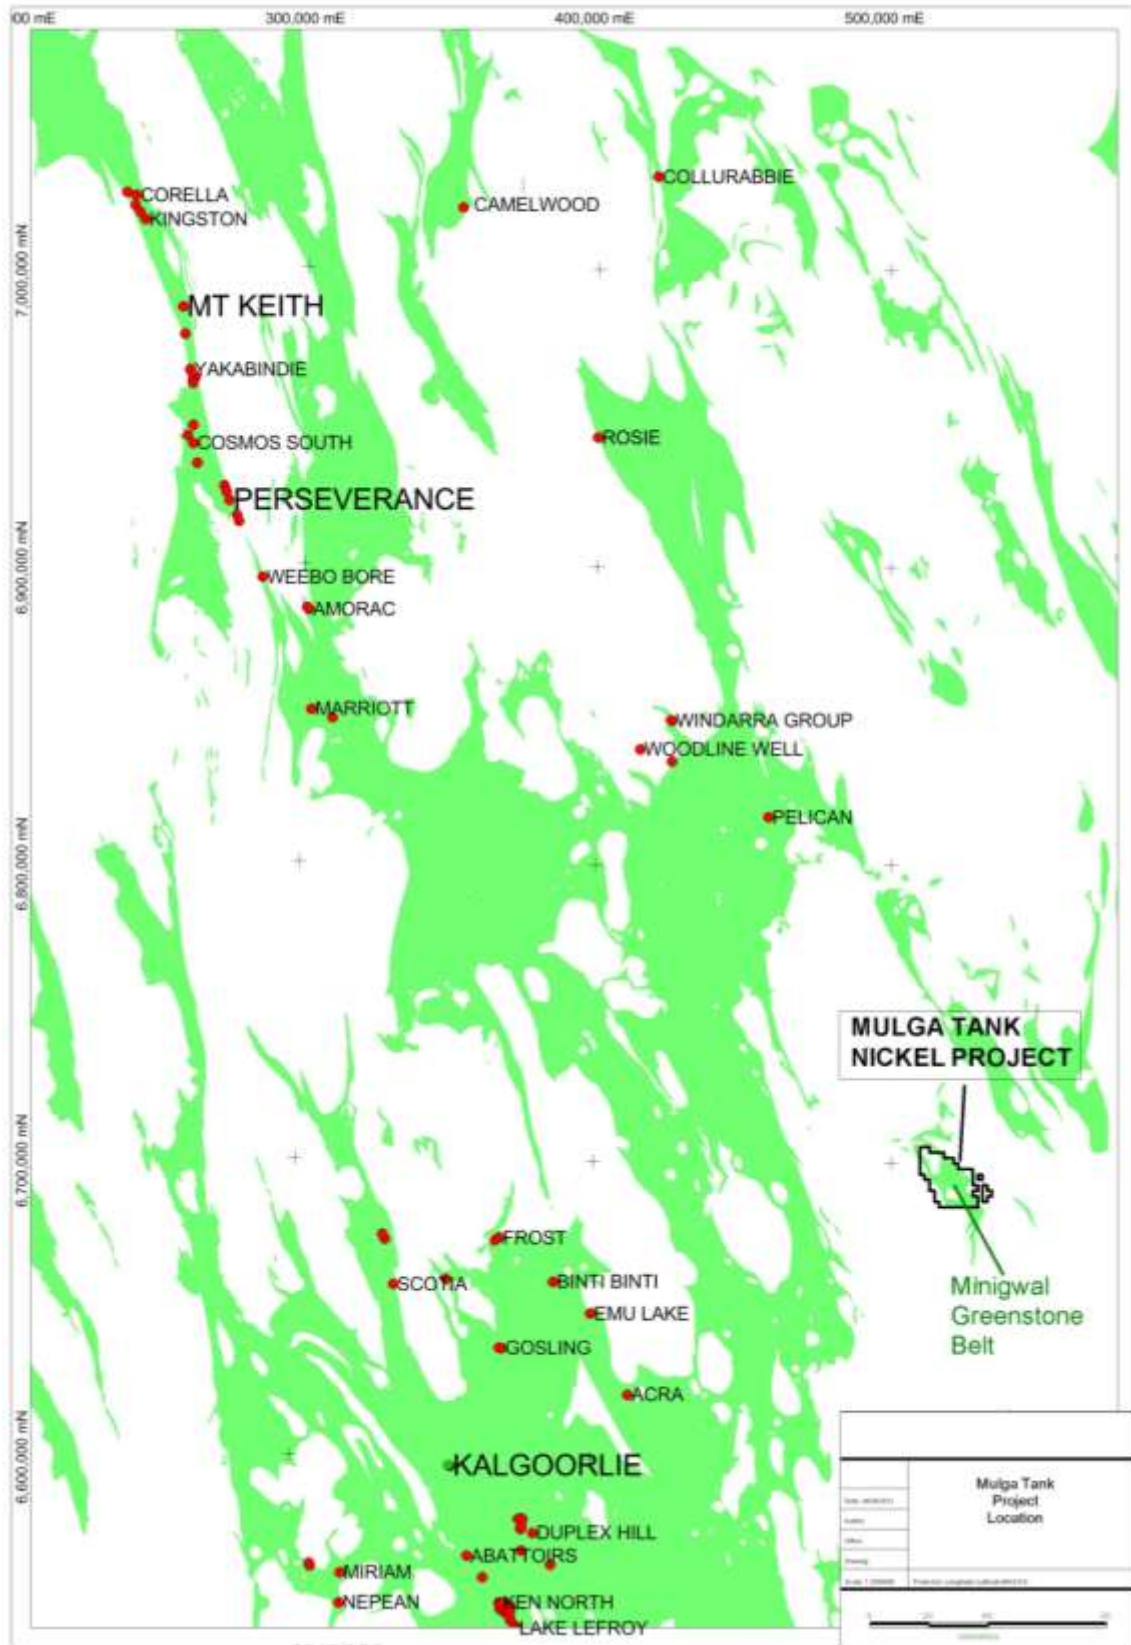 00 mE
300,000 mE
400,000 mE
500,000 mE
COLLURABBIE
CORELLA
CAMELWOOD
KINGSTON
7,000,000 mN
MT KEITH
YAKABINDIE
ROSIE
COSMOS SOUTH
PERSEVERANCE
6,900,000 mN
WEEBO BORE
AMORAC
MARRIOTT
WINDARRA GROUP
WOODLINE WELL
PELICAN
6,800,000 mN
MULGA TANK
NICKEL PROJECT
6,700,000 mN
FROST
SCOTIA
BINTI BINTI
Minigwal
Greenstone
Belt
EMU LAKE
GOSLING
ACRA
6,600,000 mN
KALGOORLIE
Mulga Tank
Project
Location
DUPLEX HILL
ABATTOIRS
MIRIAM
NEPEAN
KEN NORTH
LAKE LEFROY